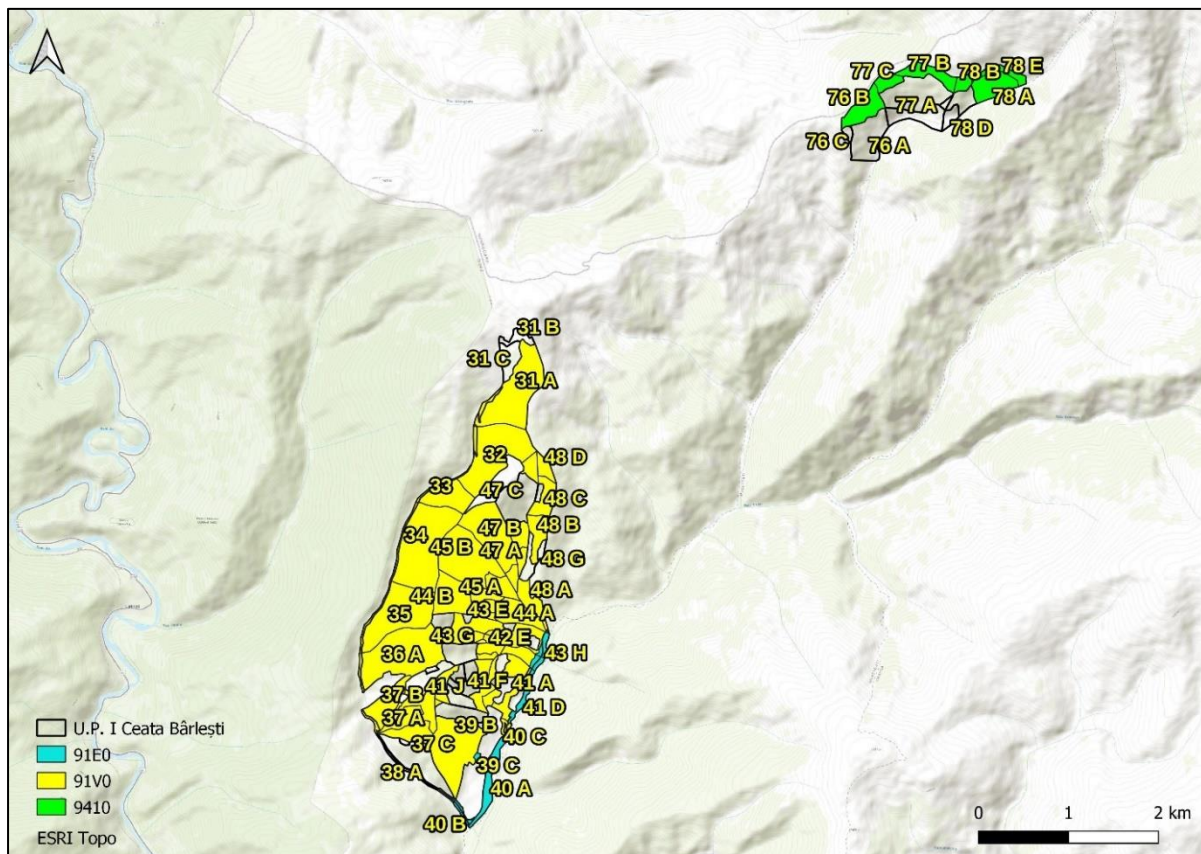 77 B
78 E
77 C
78 B
76 B
78 A
77 A
78 D
76 C
76 A
31 B
31 C
31 A
32
48 D
33
47 C
48 C
34
47 B
48 B
45 B
47 A
48 G
45 A
48 A
44 B
43 E
44 A
35
43 G
42 E
43 H
36 A
41 F
41 A
41 J
37 B
41 D
37 A
39 B
40 C
37 C
39 C
38 A
40 A
40 B
U.P. I Ceata Bârlești
91E0
91V0
9410
ESRI Topo
0 1 2 km